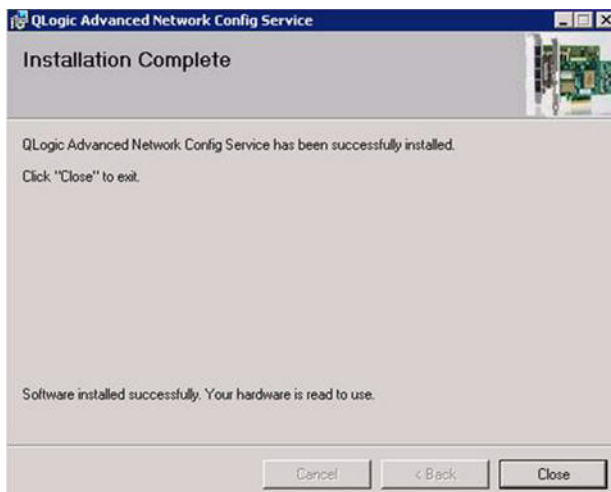 QLogic Advanced Network Config Service
Installation Complete
QLogic Advanced Network Config Service has been successfully installed.
Click "Close" to exit.
Software installed successfully. Your hardware is read to use.
Cancel
< Back
Close